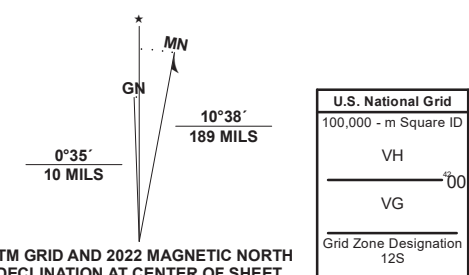 ★
MN
GN
10°38´
189 MILS
0°35´
10 MILS
TM GRID AND 2022 MAGNETIC NORTH
DECLINATION AT CENTER OF SHEET
U.S. National Grid
100,000 - m Square ID
VH
4200
VG
Grid Zone Designation
12S